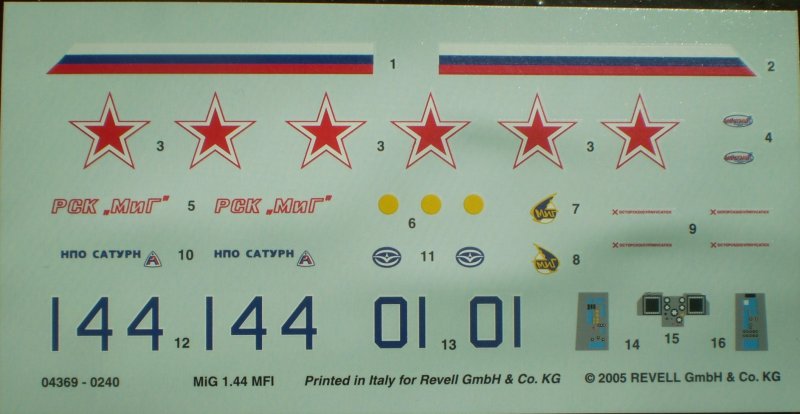 1
2
3
3
3
4
РСК „МиГ"
5
РСК „МиГ"
6
МИГ
7
9
НПО САТУРН
10
НПО САТУРН
11
МИГ
8
144
12
144
01
13
01
14
15
16
04369 - 0240
MiG 1.44 MFI
Printed in Italy for Revell GmbH & Co. KG
© 2005 REVELL GmbH & Co. KG